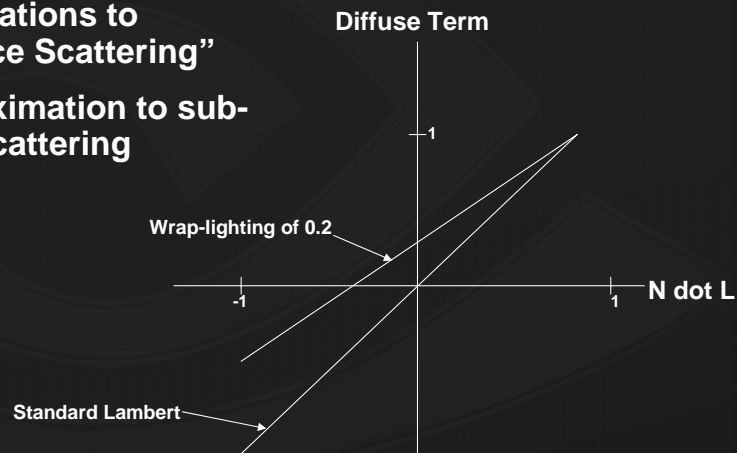 ations to
ce Scattering”
ximation to sub-
cattering
Diffuse Term
1
Wrap-lighting of 0.2
-1
1
N dot L
Standard Lambert